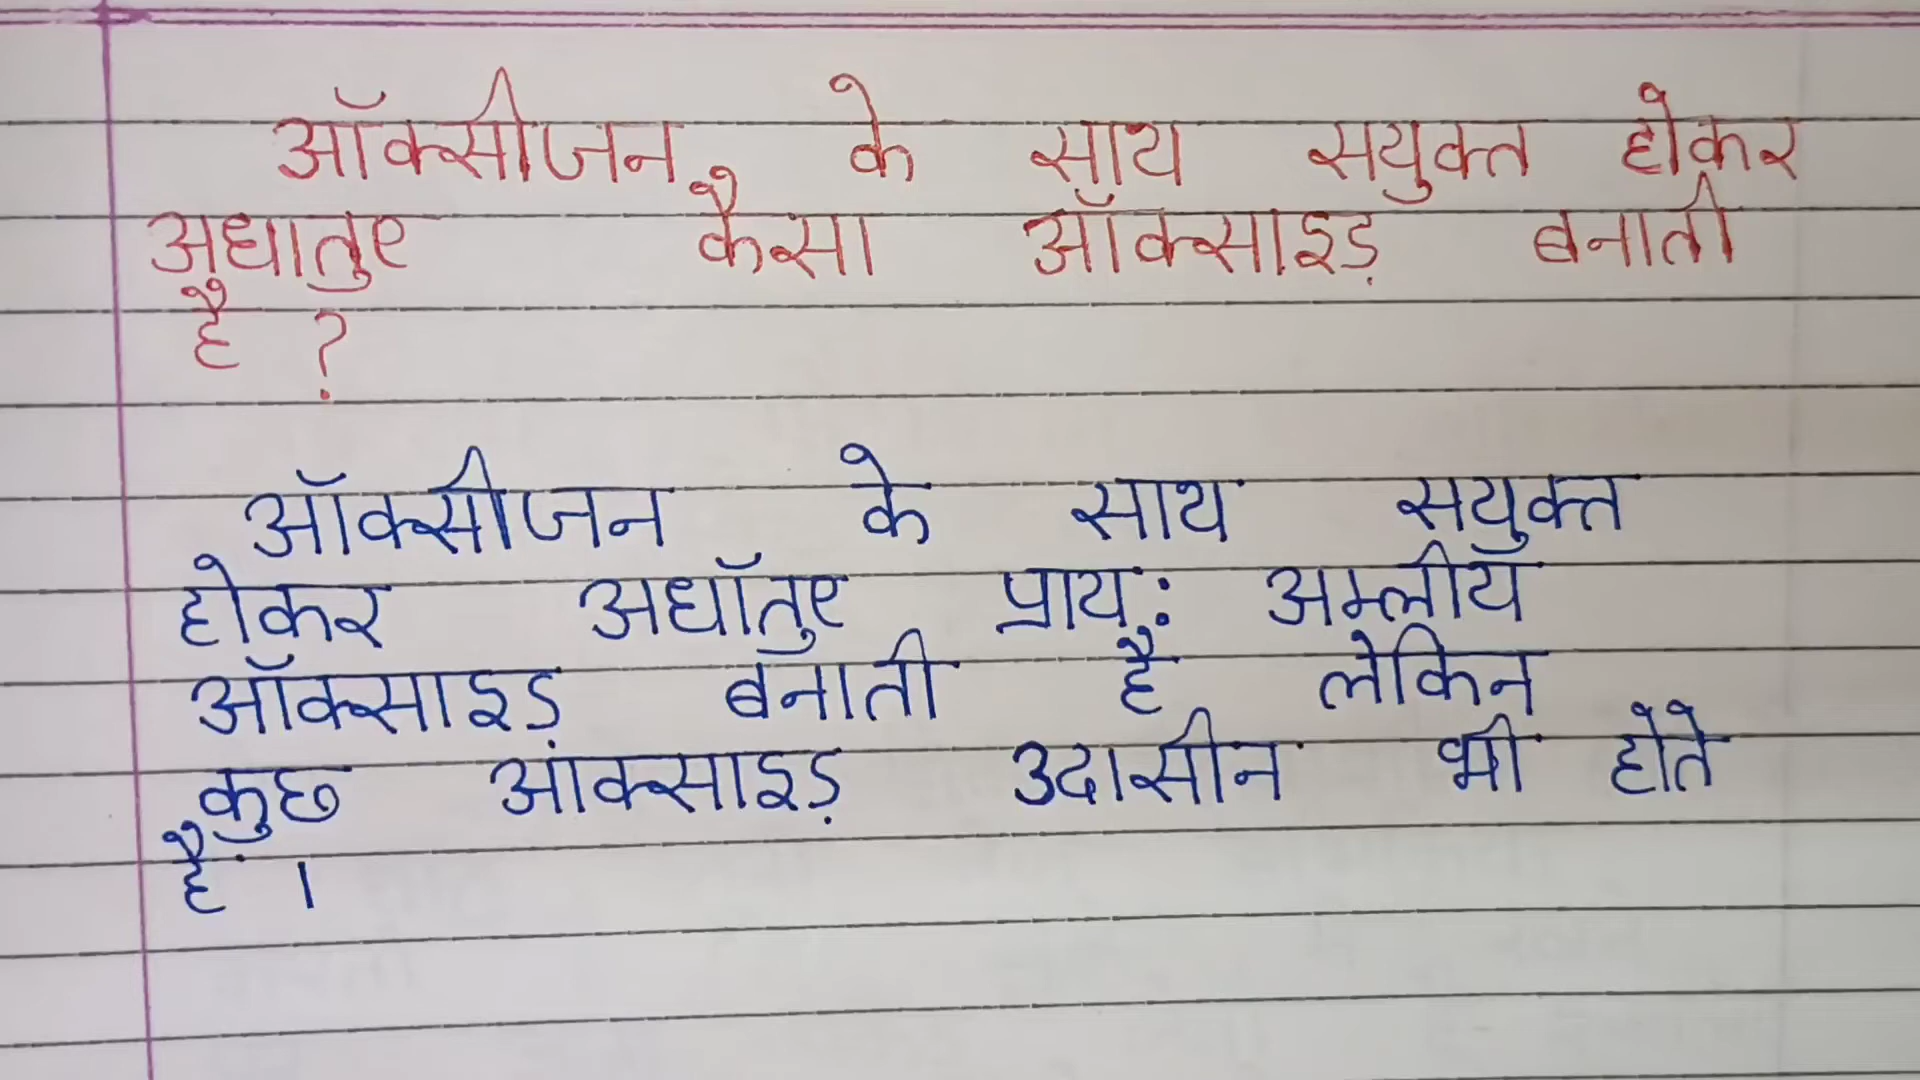 ऑक्सीजन के साथ सयुक्त होकर
अधातुए कैसा ऑक्साइड़ बनाती
है ?
ऑक्सीजन के साथ सयुक्त
होकर अधॉतुए प्राय: अम्लीय
ऑक्साइड़ बनाती है लेकिन
कुछ ऑक्साइड़ उदासीन भी होते
है ।